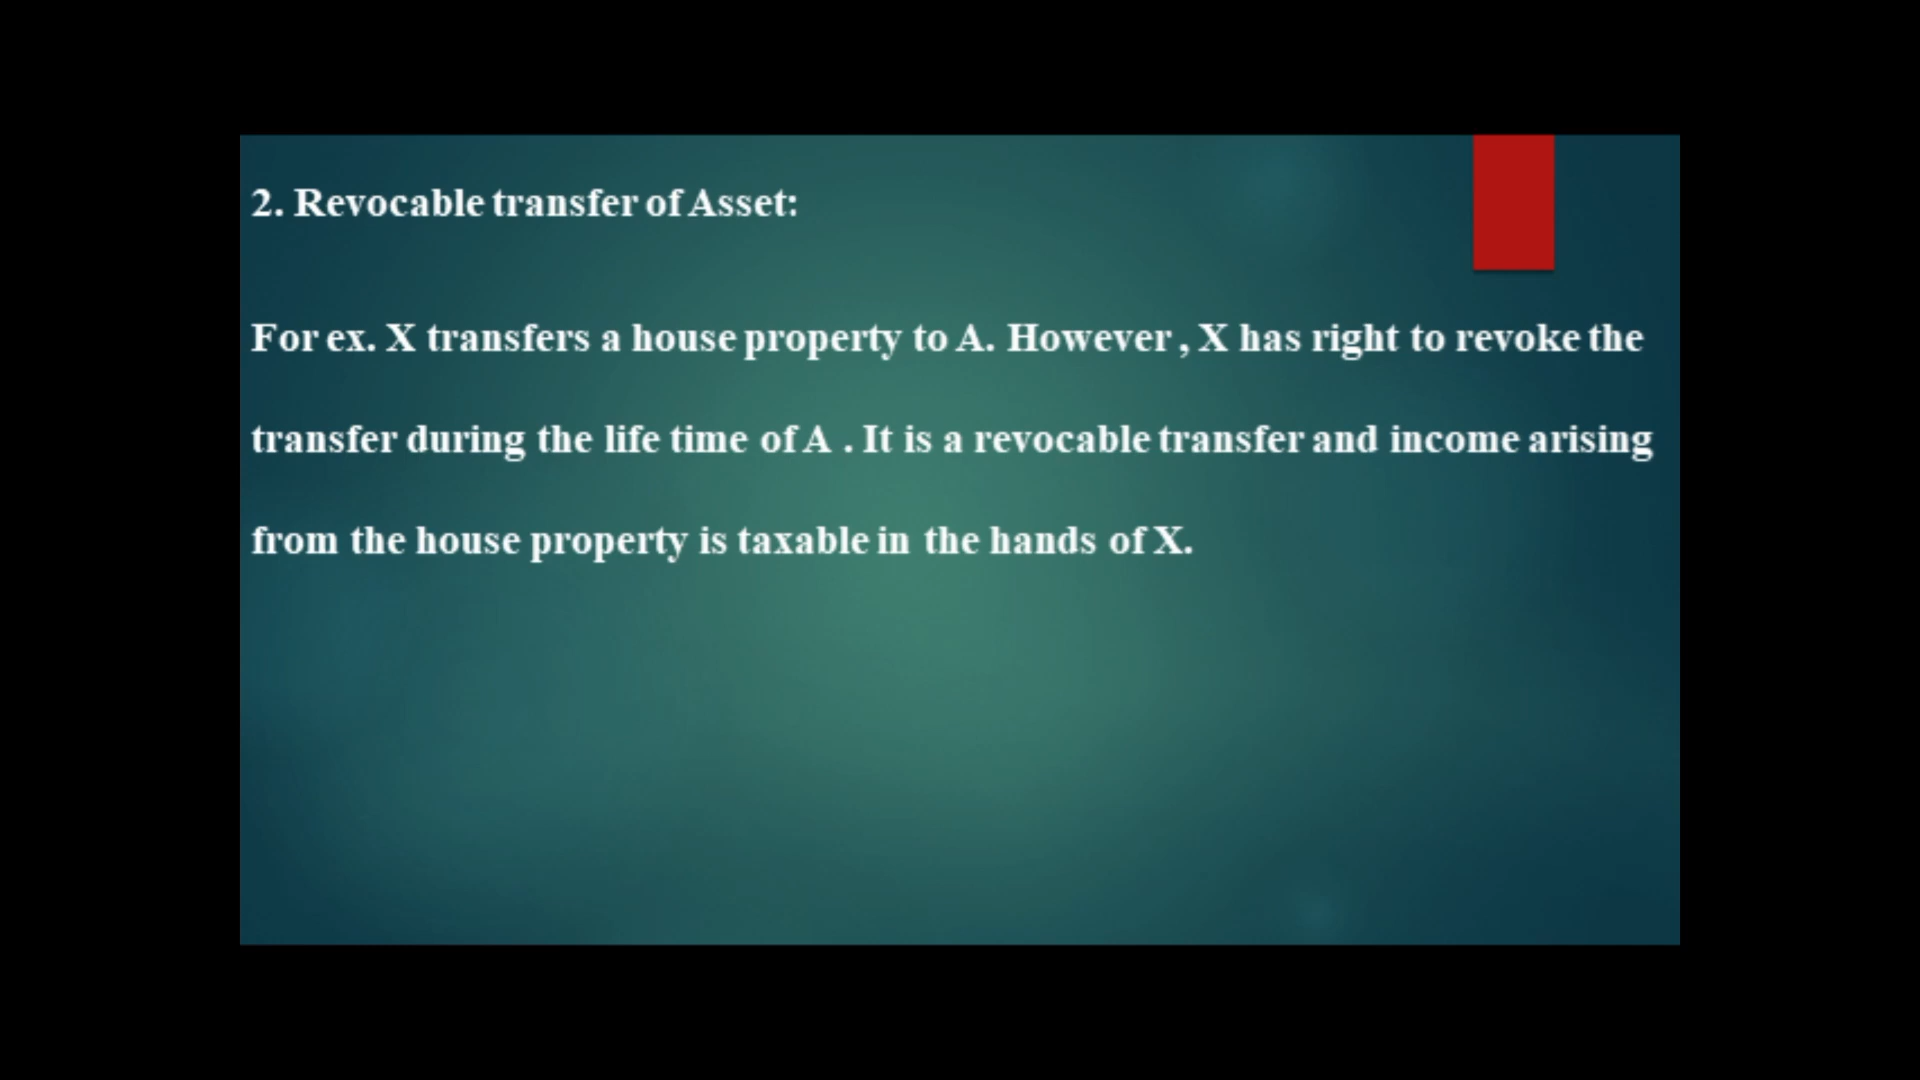 2. Revocable transfer of Asset:
For ex. X transfers a house property to A. However , X has right to revoke the
transfer during the life time of A . It is a revocable transfer and income arising
from the house property is taxable in the hands of X.